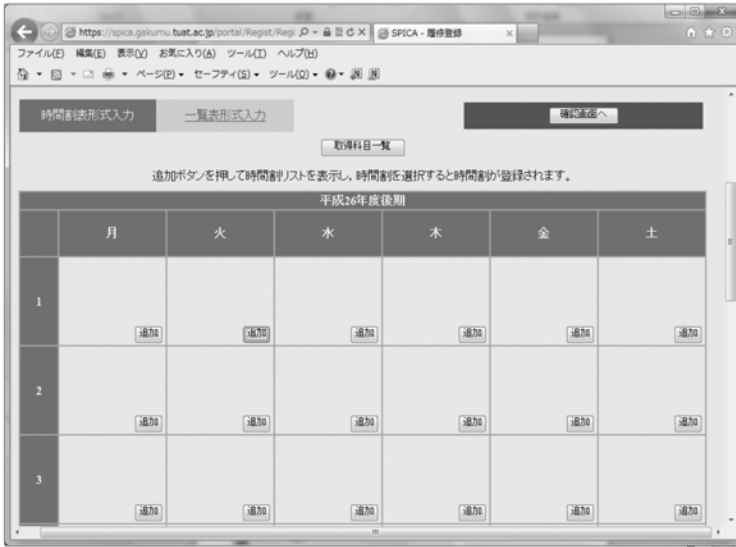 https://spica.gakumu.tuat.ac.jp/portal/Regist/Regi
SPICA - 履修登録
ファイル(F) 編集(E) 表示(V) お気に入り(A) ツール(T) ヘルプ(H)
ページ(P) セーフティ(S) ツール(O)
時間割表形式入力 一覧表形式入力 確認画面へ
取得科目一覧
追加ボタンを押して時間割リストを表示し、時間割を選択すると時間割が登録されます。
平成26年度後期
月 火 水 木 金 土
1
追加 追加 追加 追加 追加 追加
2
追加 追加 追加 追加 追加 追加
3
追加 追加 追加 追加 追加 追加